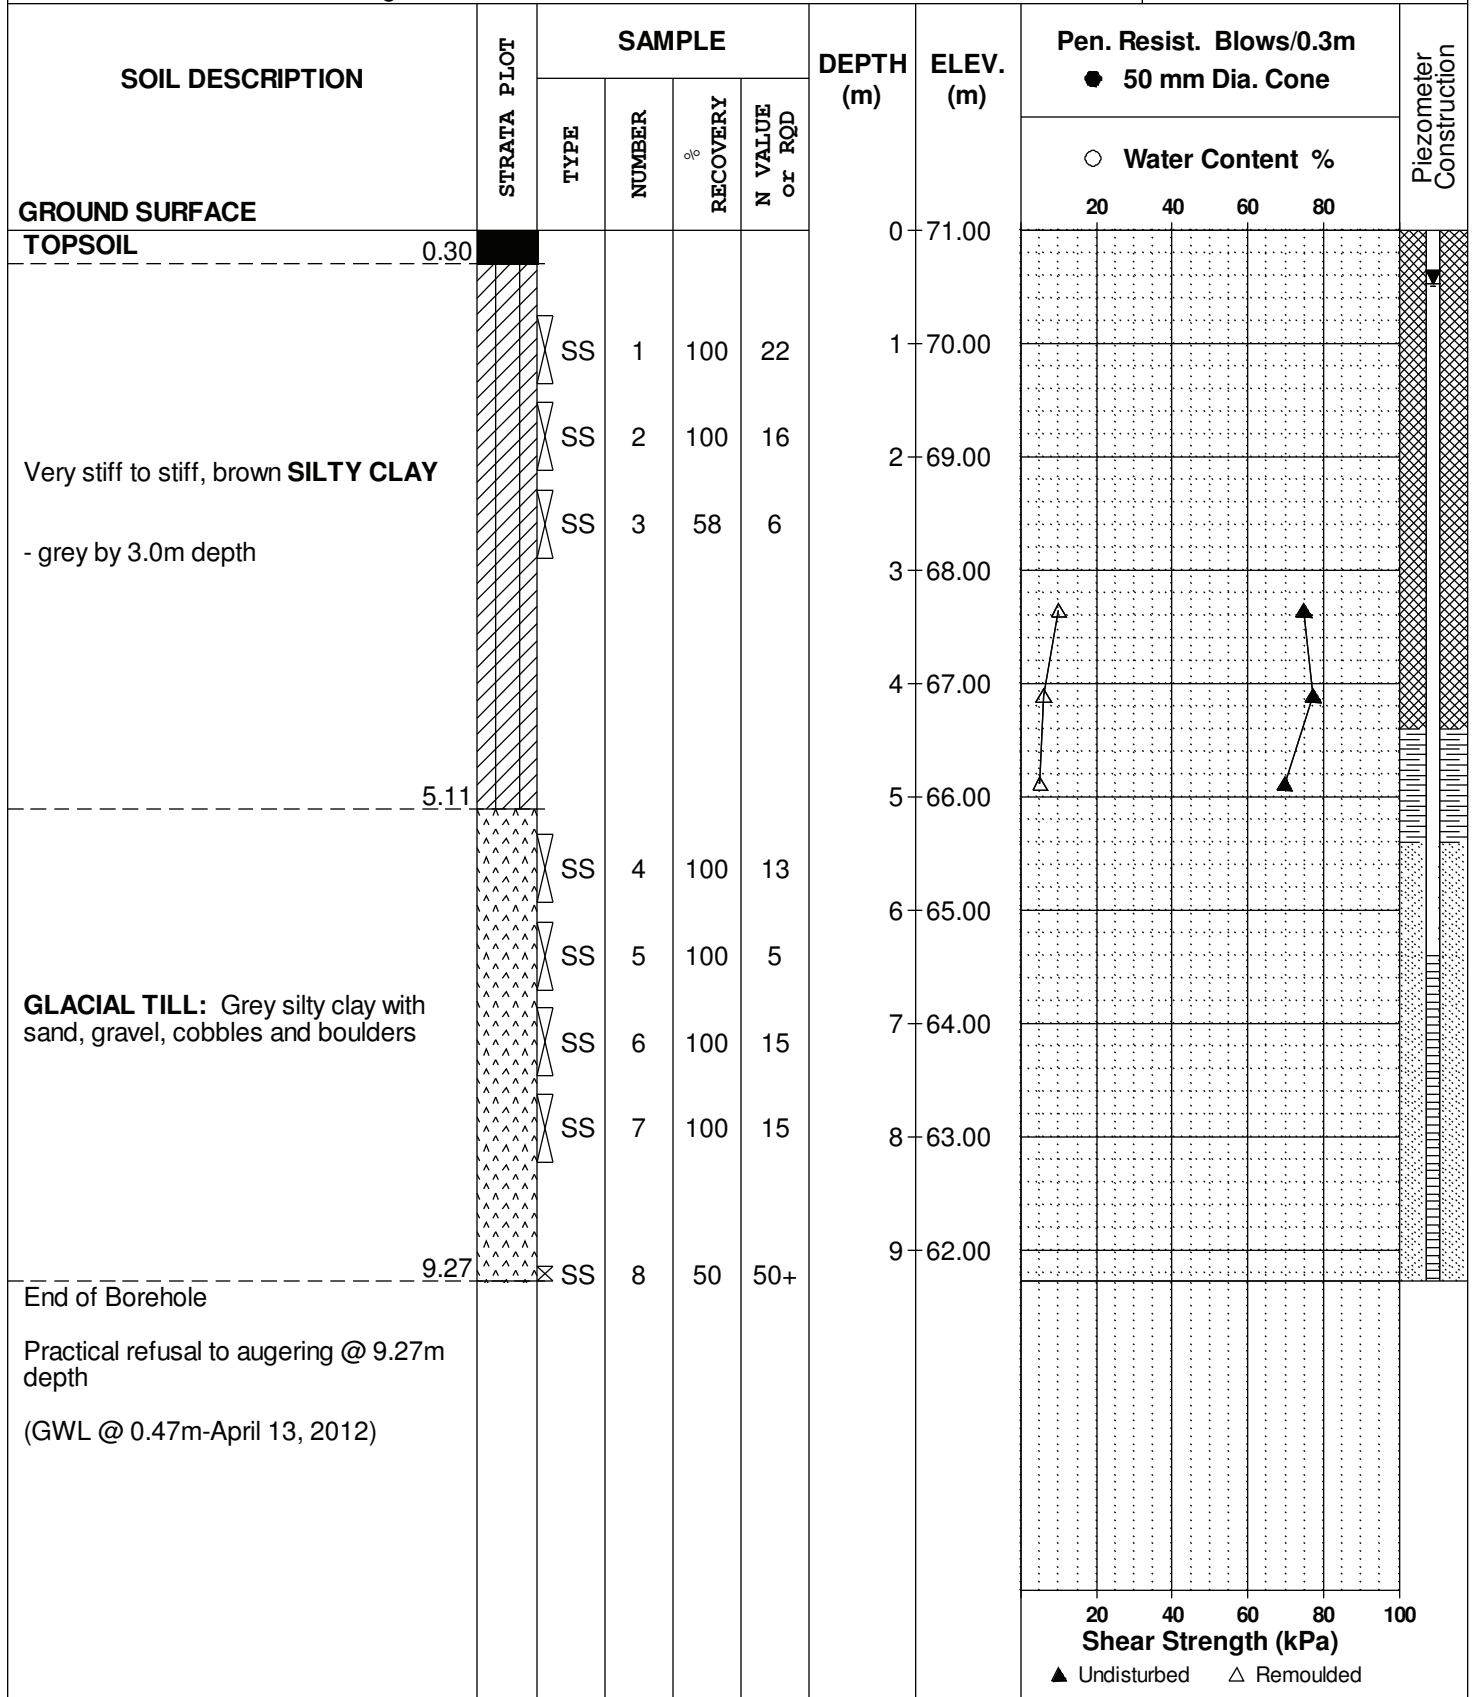 SOIL DESCRIPTION
GROUND SURFACE
STRATA PLOT
SAMPLE
TYPE
NUMBER
%
RECOVERY
N VALUE
or RQD
DEPTH
(m)
ELEV.
(m)
Pen. Resist. Blows/0.3m
● 50 mm Dia. Cone
○ Water Content %
20 40 60 80
Piezometer
Construction
TOPSOIL 0.30
0 71.00
SS 1 100 22
1 70.00
SS 2 100 16
2 69.00
Very stiff to stiff, brown SILTY CLAY
SS 3 58 6
- grey by 3.0m depth
3 68.00
4 67.00
5.11
5 66.00
SS 4 100 13
6 65.00
SS 5 100 5
GLACIAL TILL: Grey silty clay with
sand, gravel, cobbles and boulders
7 64.00
SS 6 100 15
SS 7 100 15
8 63.00
9 62.00
9.27
SS 8 50 50+
End of Borehole
Practical refusal to augering @ 9.27m
depth
(GWL @ 0.47m-April 13, 2012)
20 40 60 80 100
Shear Strength (kPa)
▲ Undisturbed △ Remoulded